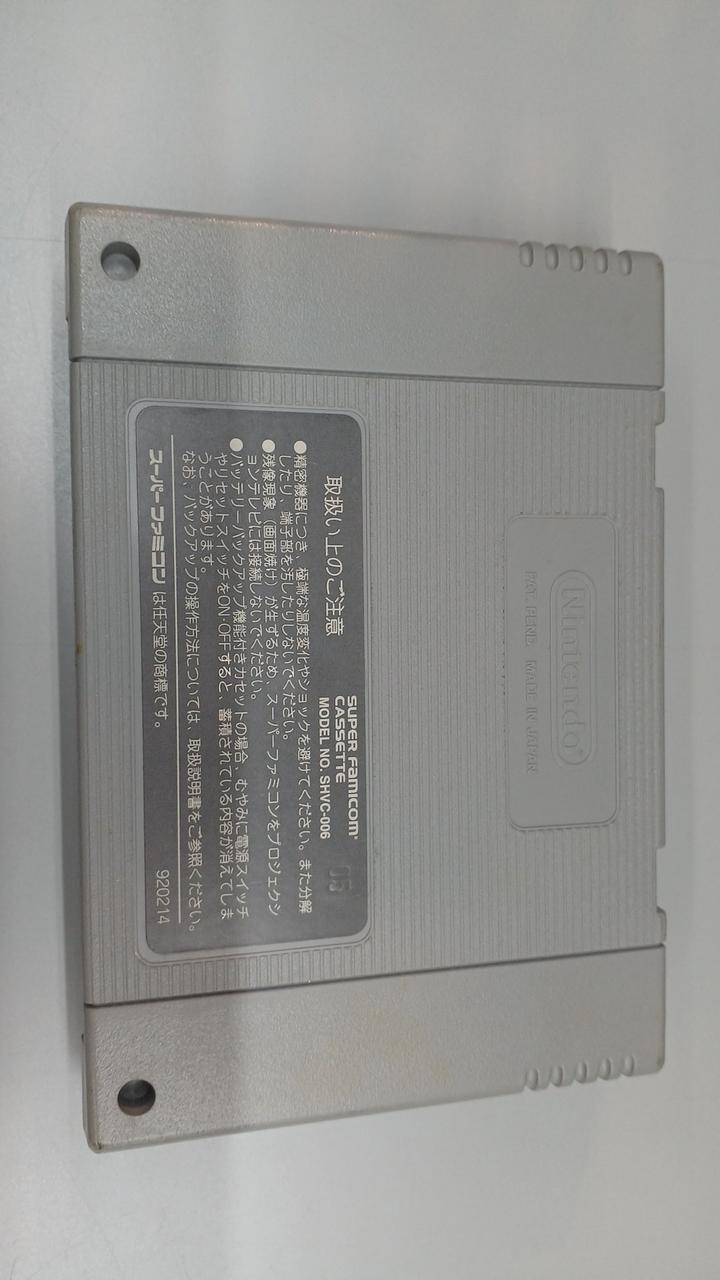 Nintendo®
PAT. PEND. MADE IN JAPAN
取扱い上のご注意
SUPER FAMICOM
CASSETTE
MODEL NO. SHVC-006
●精密機器につき、極端な温度変化やショックを避けてください。また分解
したり、端子部を汚したりしないでください。
●残像現象（画面焼け）が生ずるため、スーパーファミコンをプロジェクシ
ョンテレビには接続しないでください。
●バッテリーバックアップ機能付きカセットの場合、むやみに電源スイッチ
やリセットスイッチをON・OFFすると、蓄積されている内容が消えてしま
うことがあります。
なお、バックアップの操作方法については、取扱説明書をご参照ください。
スーパーファミコン は任天堂の商標です。
920214